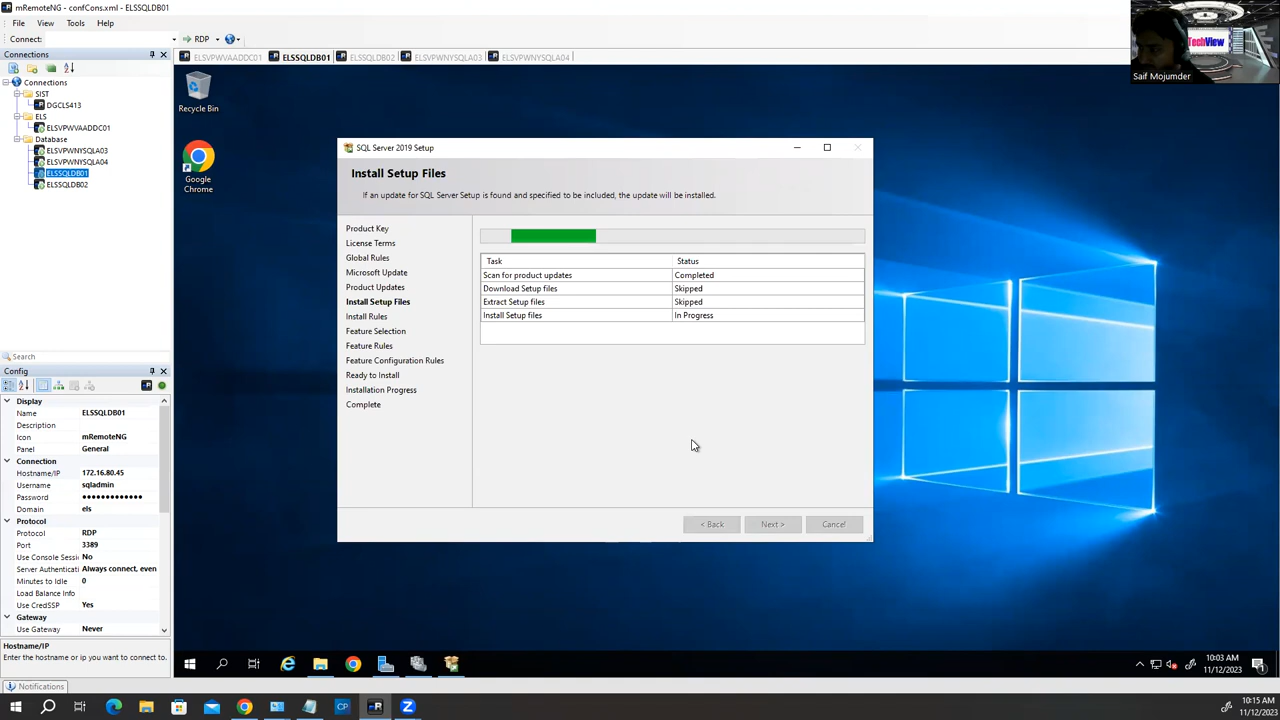 mRemoteNG - confCons.xml - ELSSQLDB01
File View Tools Help
Connect: RDP
Connections
Connections
SIST
DGCLS413
ELS
ELSVPWVAADDC01
Database
ELSVPWNYSQLA03
ELSVPWNYSQLA04
ELSSQLDB01
ELSSQLDB02
Search
Config
Display
Name ELSSQLDB01
Description
Icon mRemoteNG
Panel General
Connection
Hostname/IP 172.16.80.45
Username sqladmin
Password ●●●●●●●●●●●●●
Domain els
Protocol
Protocol RDP
Port 3389
Use Console Sessi No
Server Authenticati Always connect, even
Minutes to Idle 0
Load Balance Info
Use CredSSP Yes
Gateway
Use Gateway Never
Hostname/IP
Enter the hostname or ip you want to connect to.
Notifications
ELSVPWVAADDC01 ELSSQLDB01 ELSSQLDB02 ELSVPWNYSQLA03 ELSVPWNYSQLA04
Recycle Bin
Google
Chrome
SQL Server 2019 Setup
Install Setup Files
If an update for SQL Server Setup is found and specified to be included, the update will be installed.
Product Key
License Terms
Global Rules
Microsoft Update
Product Updates
Install Setup Files
Install Rules
Feature Selection
Feature Rules
Feature Configuration Rules
Ready to Install
Installation Progress
Complete
Task Status
Scan for product updates Completed
Download Setup files Skipped
Extract Setup files Skipped
Install Setup files In Progress
< Back Next > Cancel
TechView
Saif Mojumder
10:03 AM
11/12/2023
10:15 AM
11/12/2023